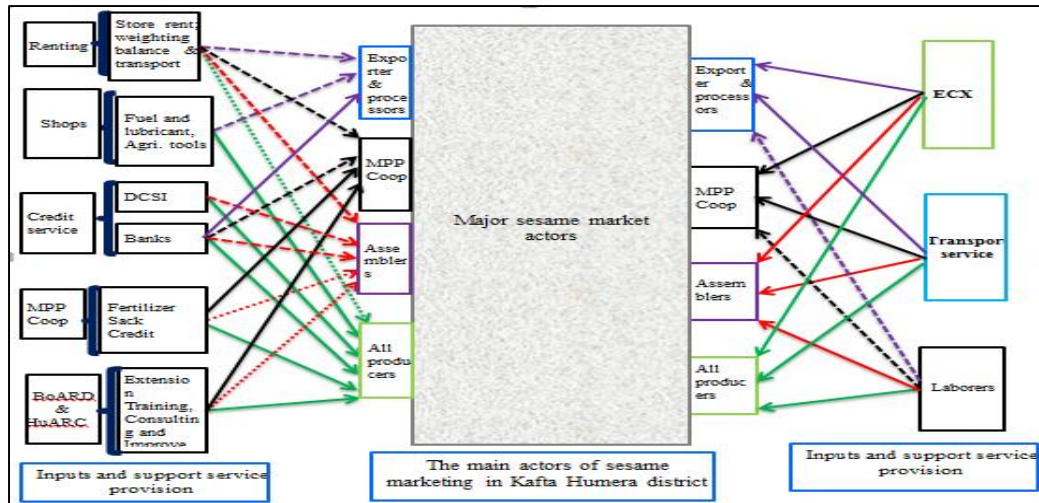 Renting
Store rent;
weighting
balance &
transport
Shops
Fuel and
lubricant,
Agri. tools
Credit
service
DCSI
Banks
MPP
Coop
Fertilizer
Sack
Credit
BoARD
&
HuARC
Extensio
n
Training,
Consultin
g and
Improve
Inputs and support service
provision
Expo
rter
&
proce
ssors
MPP
Coop
Asse
mbler
s
All
produ
cers
Major sesame market
actors
The main actors of sesame
marketing in Kafta Humera district
Export
er &
process
ors
MPP
Coop
Assem
blers
All
produc
ers
ECX
Transpor
service
Laborers
Inputs and support service
provision